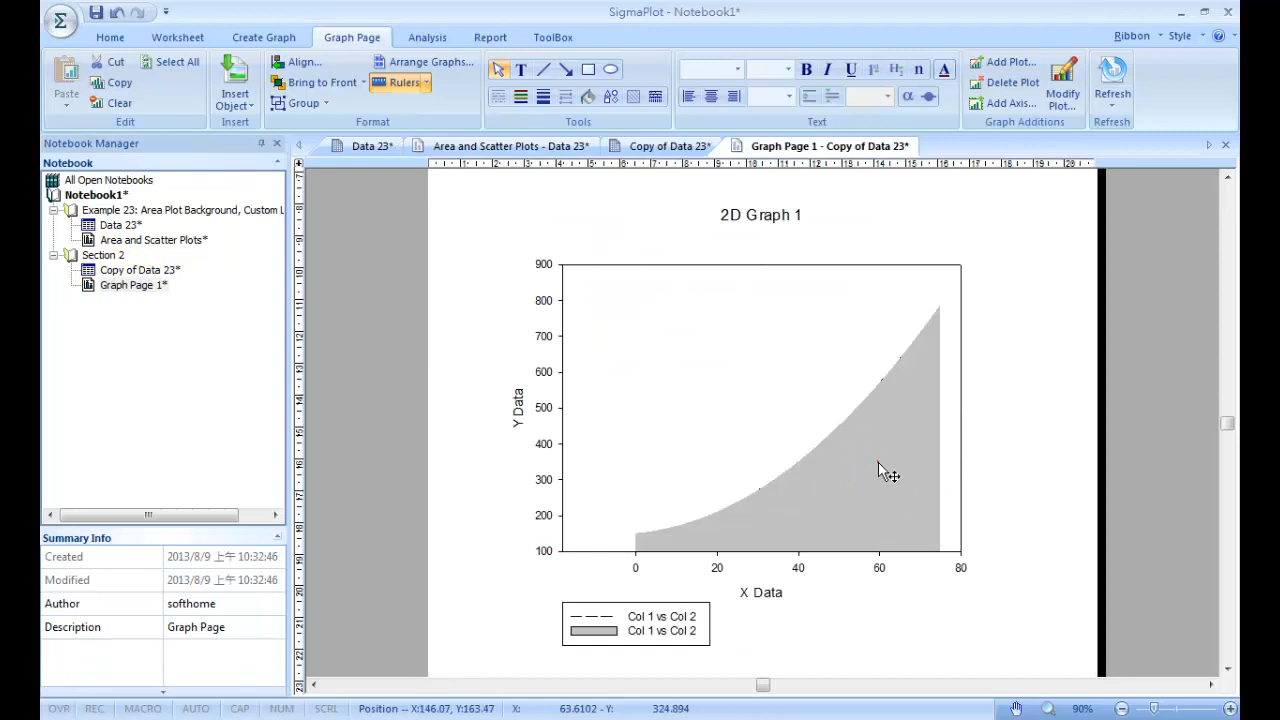 SigmaPlot - Notebook1*
Home Worksheet Create Graph Graph Page Analysis Report ToolBox Ribbon Style
Paste Cut Copy Clear Select All
Edit
Insert Object
Insert
Align... Arrange Graphs...
Bring to Front Rulers
Group
Format
Tools
Text
Add Plot...
Delete Plot
Add Axis...
Modify Plot...
Graph Additions
Refresh
Refresh
Notebook Manager
Data 23* Area and Scatter Plots - Data 23* Copy of Data 23* Graph Page 1 - Copy of Data 23*
Notebook
All Open Notebooks
Notebook1*
Example 23: Area Plot Background, Custom L
Data 23*
Area and Scatter Plots*
Section 2
Copy of Data 23*
Graph Page 1*
Summary Info
Created 2013/8/9 上午 10:32:46
Modified 2013/8/9 上午 10:32:46
Author softhome
Description Graph Page
2D Graph 1
Y Data
900
800
700
600
500
400
300
200
100
0 20 40 60 80
X Data
Col 1 vs Col 2
Col 1 vs Col 2
OVR REC MACRO AUTO CAP NUM SCRL Position -- X:146.07, Y:163.47 X: 63.6102 - Y: 324.894 90%